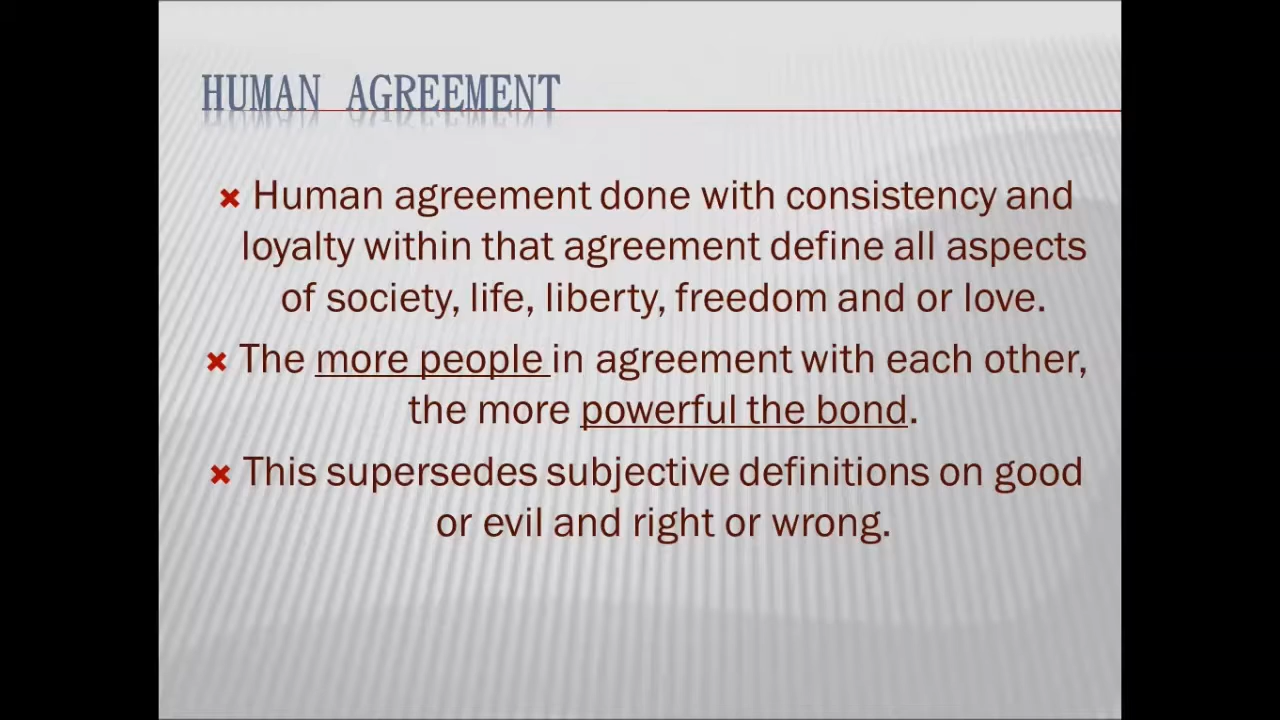 HUMAN AGREEMENT
Human agreement done with consistency and
loyalty within that agreement define all aspects
of society, life, liberty, freedom and or love.
The more people in agreement with each other,
the more powerful the bond.
This supersedes subjective definitions on good
or evil and right or wrong.